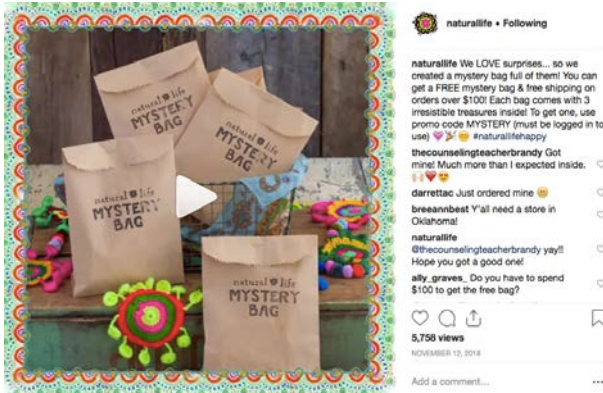 natural life
MYSTERY
BAG
natural life
MYSTERY
BAG
natural life
MYSTERY
BAG
natural life
MYSTERY
BAG
naturallife • Following
naturallife We LOVE surprises... so we
created a mystery bag full of them! You can
get a FREE mystery bag & free shipping on
orders over $100! Each bag comes with 3
irresistible treasures inside! To get one, use
promo code MYSTERY (must be logged in to
use) 💗🎉😊 #naturallifehappy
thecounselingteacherbrandy Got
mine! Much more than I expected inside.
🙌❤️😍
darrettac Just ordered mine 😊
breeannbest Y'all need a store in
Oklahoma!
naturallife
@thecounselingteacherbrandy yay!!
Hope you got a good one!
ally_graves_ Do you have to spend
$100 to get the free bag?
5,758 views
NOVEMBER 12, 2018
Add a comment...